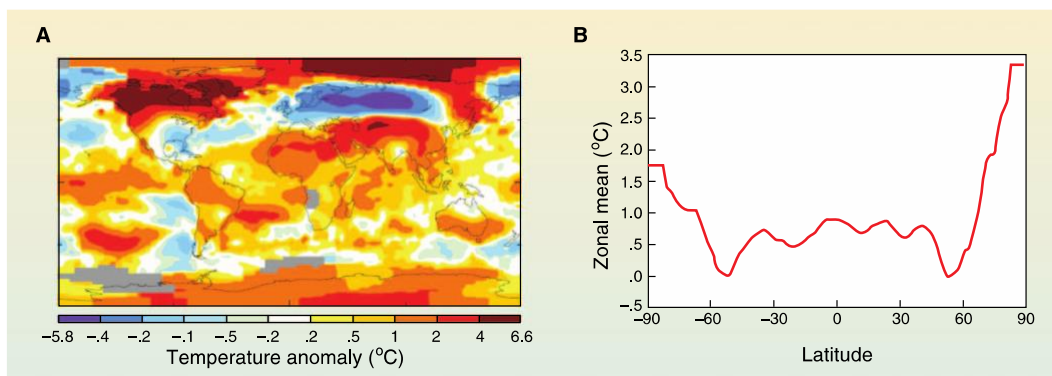 A
−5.8 −.4 −.2 −.1 −.5 −.2 .2 .5 1 2 4 6.6
Temperature anomaly (°C)
B
Zonal mean (°C)
3.5
3.0
2.5
2.0
1.5
1.0
.5
.0
−.5
−90 −60 −30 0 30 60 90
Latitude